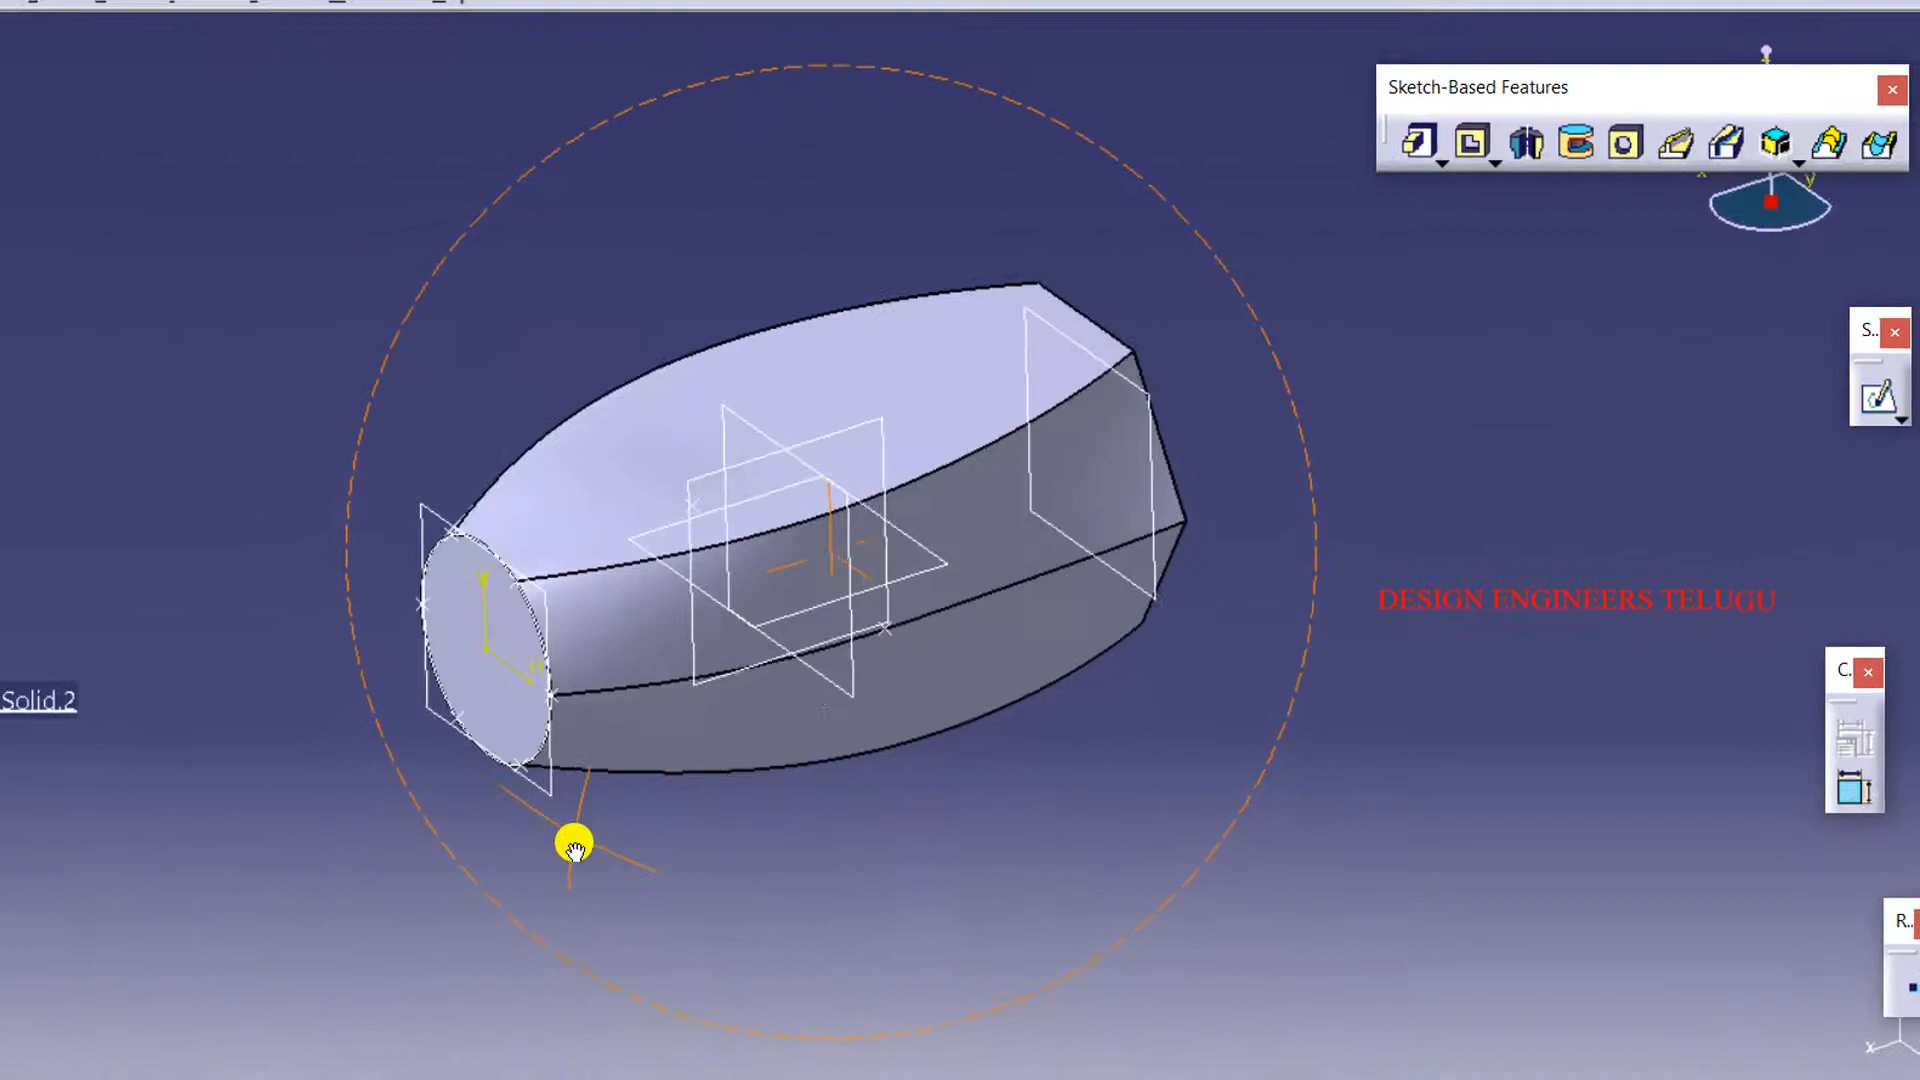 Sketch-Based Features
S..
DESIGN ENGINEERS TELUGU
C.
Solid.2
V
H
y
R..
x